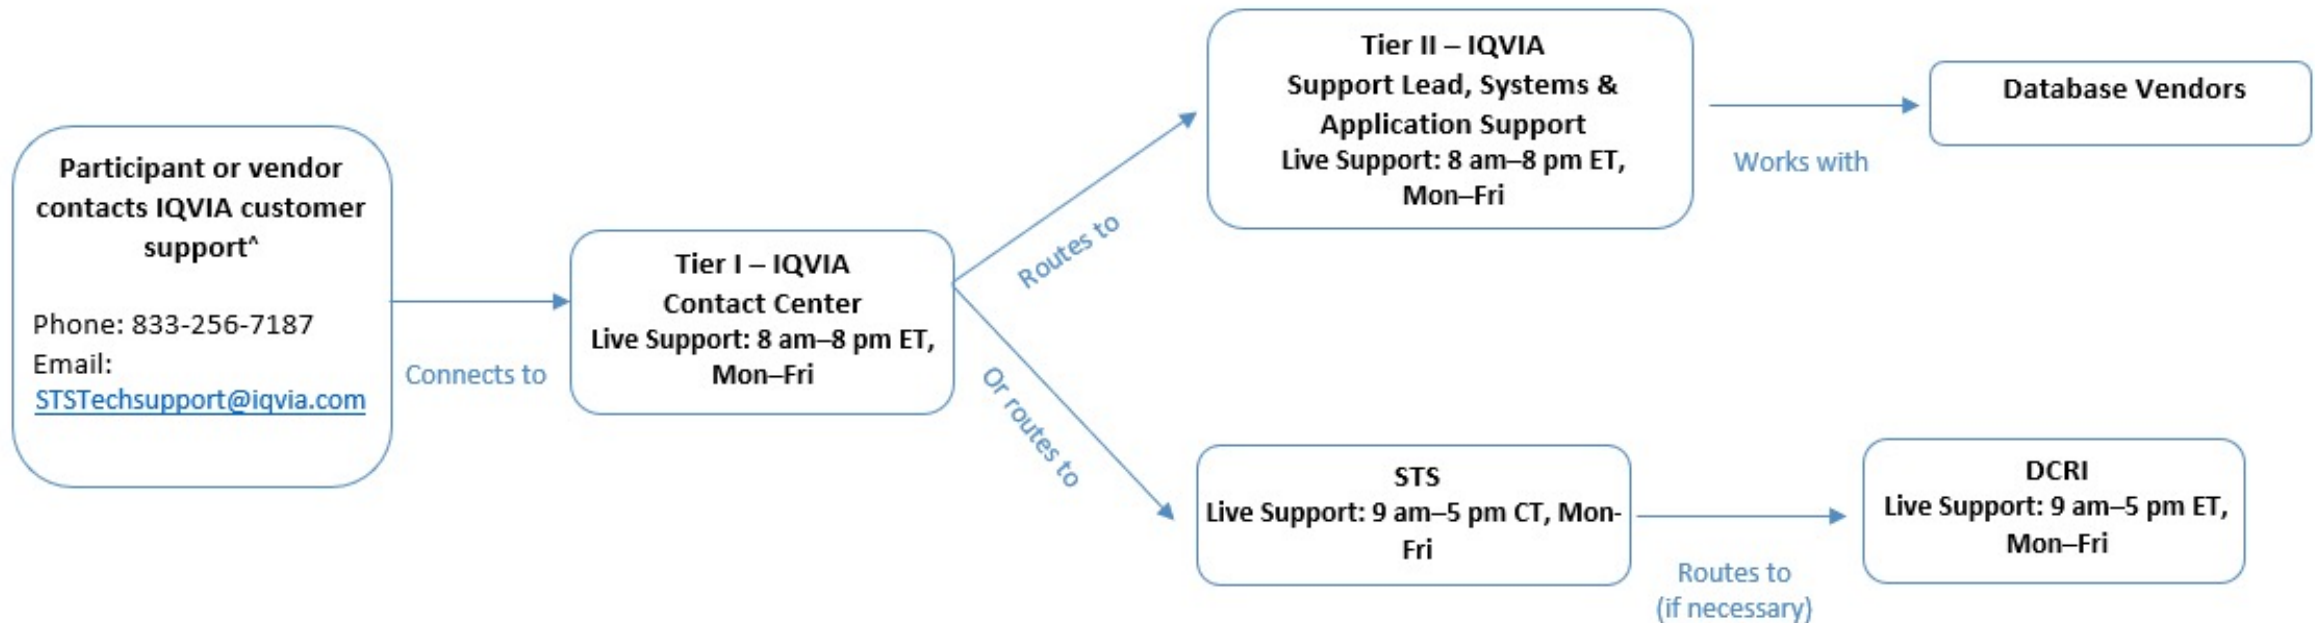 Participant or vendor
contacts IQVIA customer
support^
Phone: 833-256-7187
Email:
STSTechsupport@iqvia.com
Connects to
Tier I – IQVIA
Contact Center
Live Support: 8 am–8 pm ET,
Mon–Fri
Routes to
Tier II – IQVIA
Support Lead, Systems &
Application Support
Live Support: 8 am–8 pm ET,
Mon–Fri
Works with
Database Vendors
Or routes to
STS
Live Support: 9 am–5 pm CT, Mon-
Fri
Routes to
(if necessary)
DCRI
Live Support: 9 am–5 pm ET,
Mon–Fri